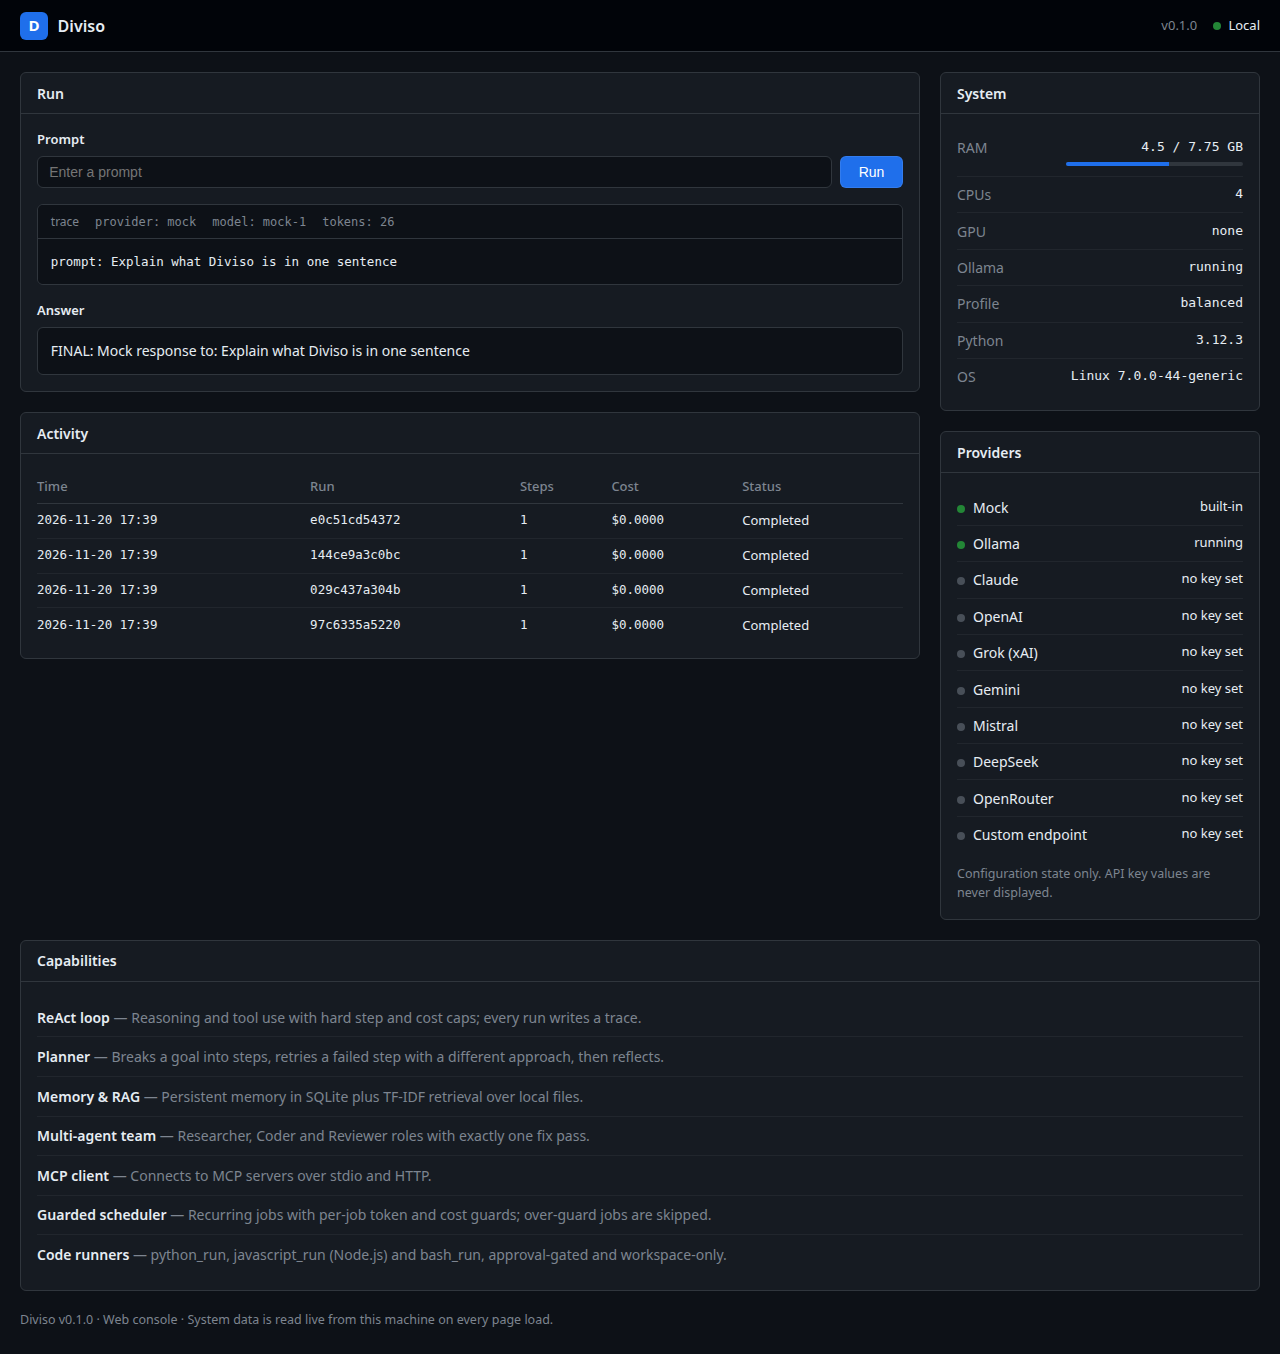 D Diviso
v0.1.0 Local
Run
Prompt
Enter a prompt
Run
trace provider: mock model: mock-1 tokens: 26
prompt: Explain what Diviso is in one sentence
Answer
FINAL: Mock response to: Explain what Diviso is in one sentence
Activity
Time Run Steps Cost Status
2026-11-20 17:39 e0c51cd54372 1 $0.0000 Completed
2026-11-20 17:39 144ce9a3c0bc 1 $0.0000 Completed
2026-11-20 17:39 029c437a304b 1 $0.0000 Completed
2026-11-20 17:39 97c6335a5220 1 $0.0000 Completed
System
RAM 4.5 / 7.75 GB
CPUs 4
GPU none
Ollama running
Profile balanced
Python 3.12.3
OS Linux 7.0.0-44-generic
Providers
Mock built-in
Ollama running
Claude no key set
OpenAI no key set
Grok (xAI) no key set
Gemini no key set
Mistral no key set
DeepSeek no key set
OpenRouter no key set
Custom endpoint no key set
Configuration state only. API key values are
never displayed.
Capabilities
ReAct loop — Reasoning and tool use with hard step and cost caps; every run writes a trace.
Planner — Breaks a goal into steps, retries a failed step with a different approach, then reflects.
Memory & RAG — Persistent memory in SQLite plus TF-IDF retrieval over local files.
Multi-agent team — Researcher, Coder and Reviewer roles with exactly one fix pass.
MCP client — Connects to MCP servers over stdio and HTTP.
Guarded scheduler — Recurring jobs with per-job token and cost guards; over-guard jobs are skipped.
Code runners — python_run, javascript_run (Node.js) and bash_run, approval-gated and workspace-only.
Diviso v0.1.0 · Web console · System data is read live from this machine on every page load.